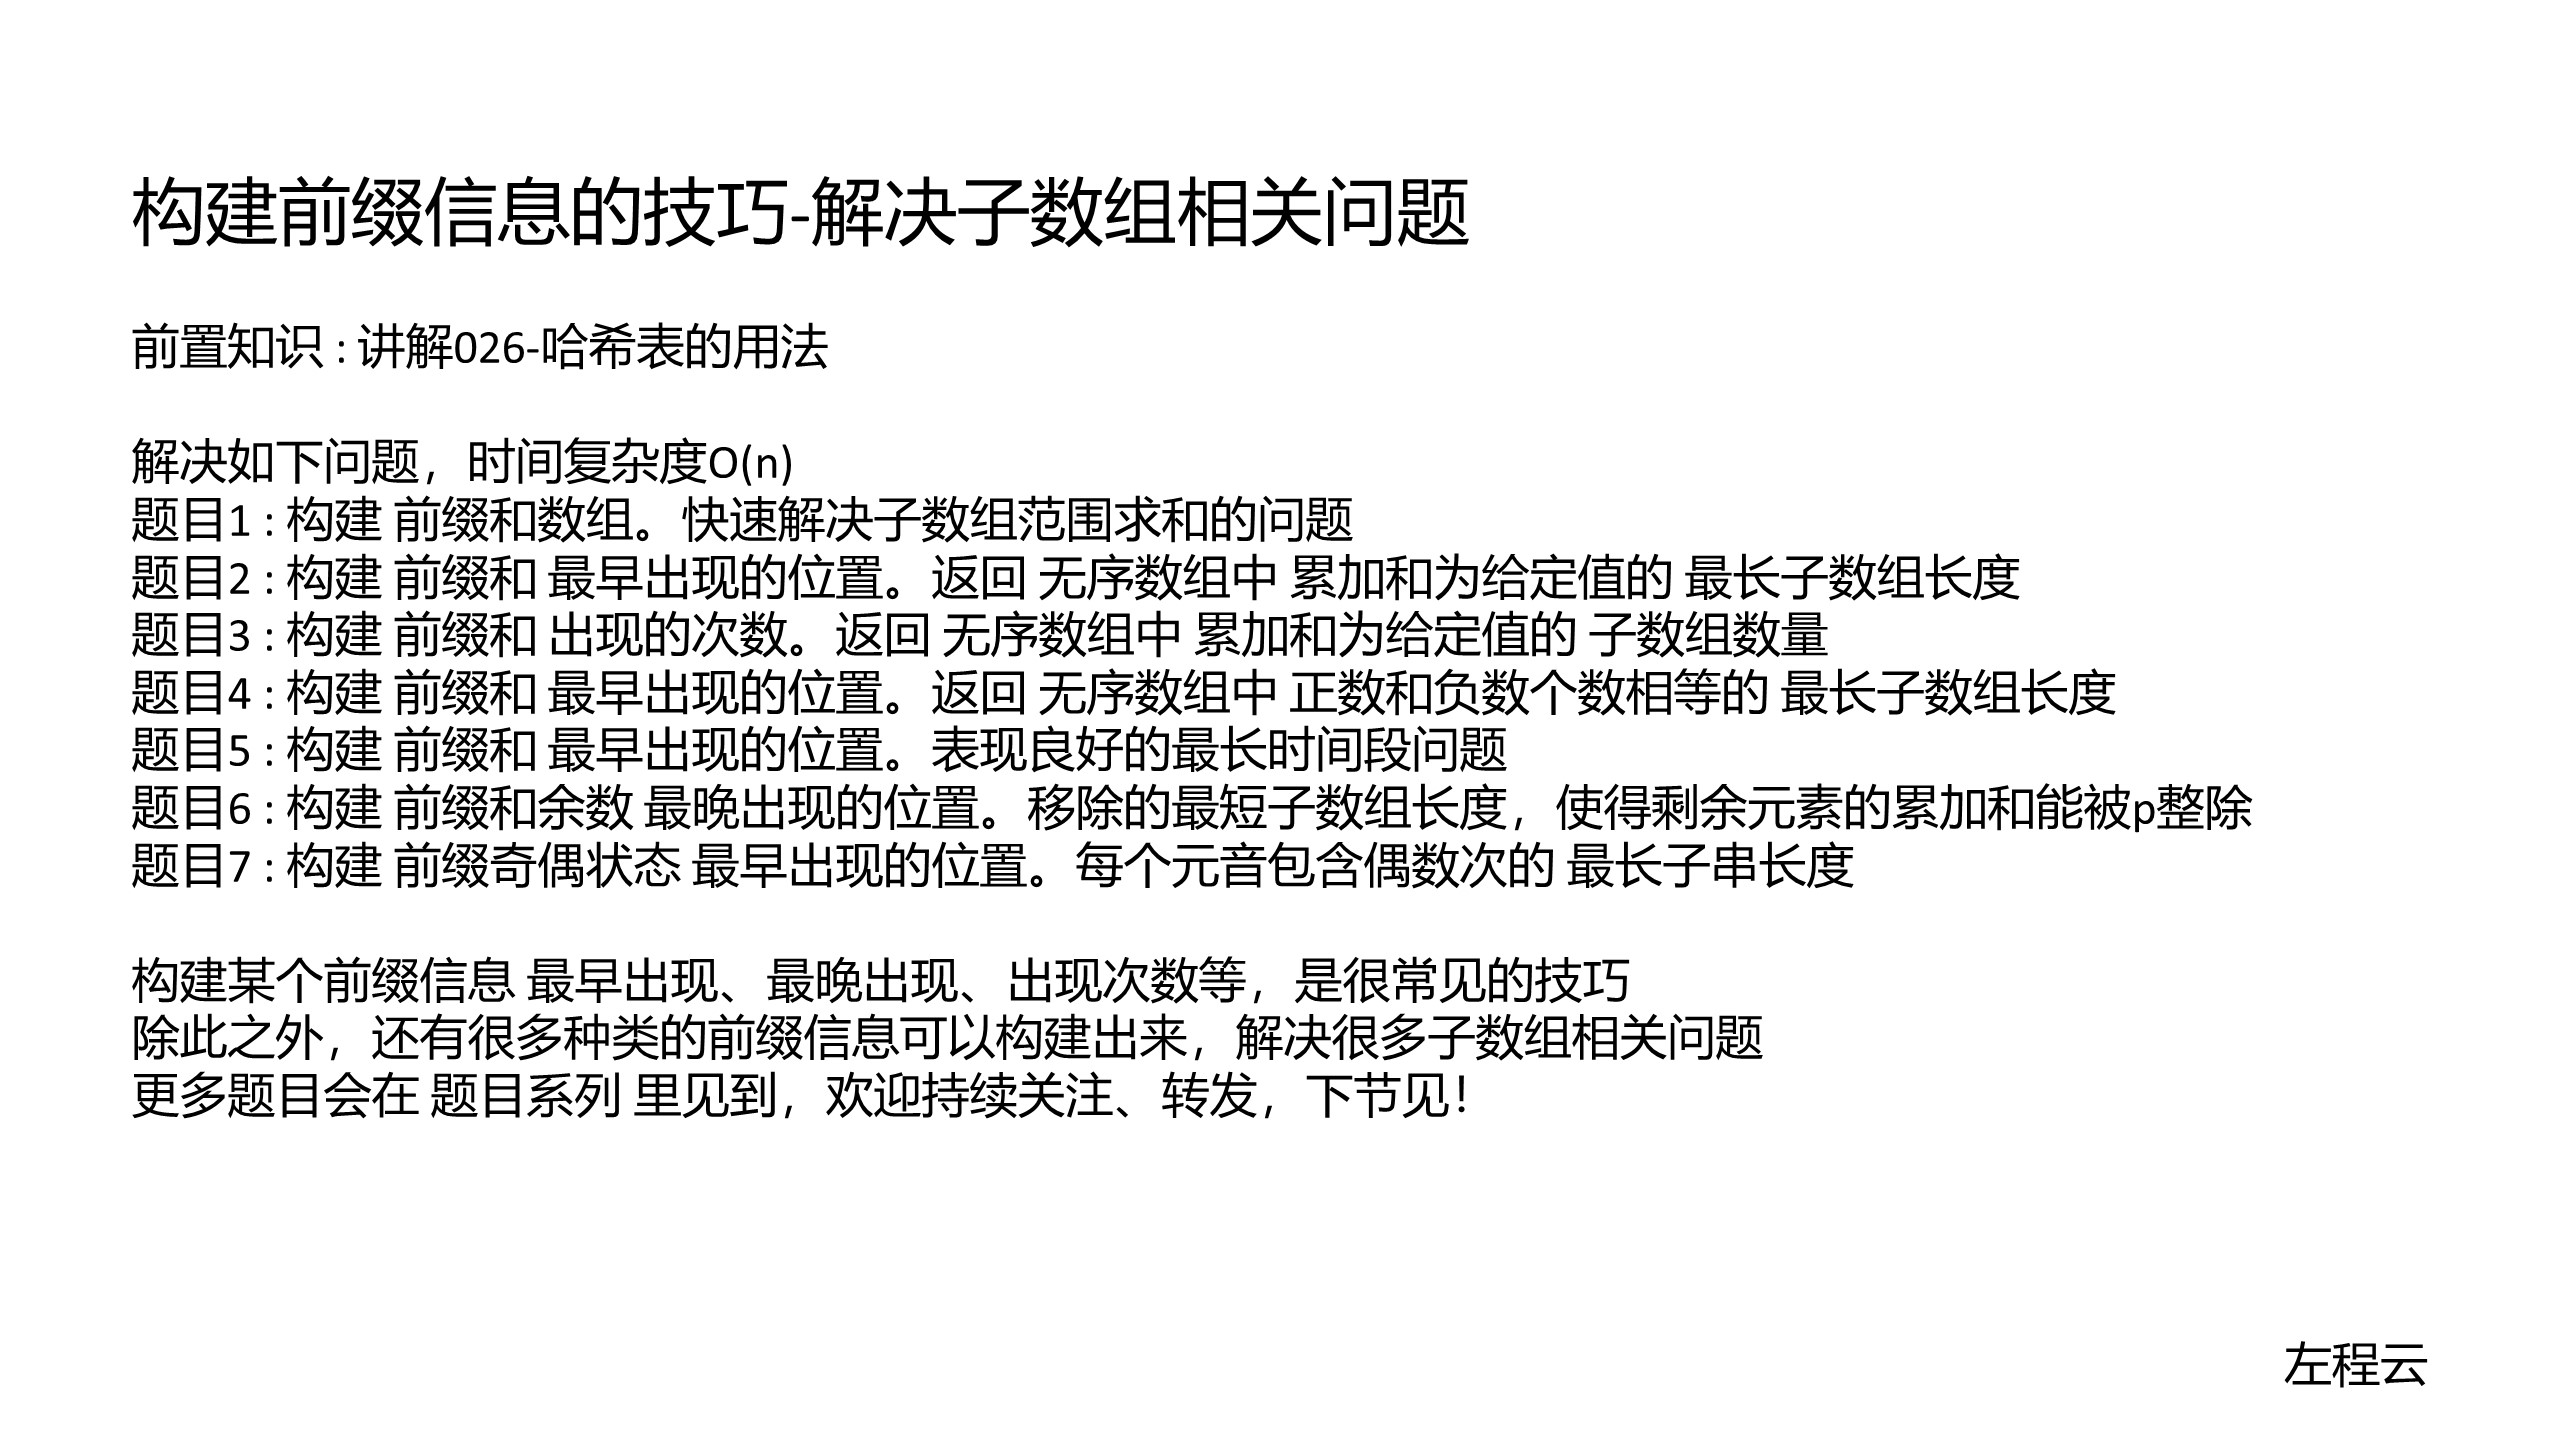 构建前缀信息的技巧-解决子数组相关问题
前置知识 : 讲解026-哈希表的用法
解决如下问题，时间复杂度O(n)
题目1 : 构建 前缀和数组。快速解决子数组范围求和的问题
题目2 : 构建 前缀和 最早出现的位置。返回 无序数组中 累加和为给定值的 最长子数组长度
题目3 : 构建 前缀和 出现的次数。返回 无序数组中 累加和为给定值的 子数组数量
题目4 : 构建 前缀和 最早出现的位置。返回 无序数组中 正数和负数个数相等的 最长子数组长度
题目5 : 构建 前缀和 最早出现的位置。表现良好的最长时间段问题
题目6 : 构建 前缀和余数 最晚出现的位置。移除的最短子数组长度，使得剩余元素的累加和能被p整除
题目7 : 构建 前缀奇偶状态 最早出现的位置。每个元音包含偶数次的 最长子串长度
构建某个前缀信息 最早出现、最晚出现、出现次数等，是很常见的技巧
除此之外，还有很多种类的前缀信息可以构建出来，解决很多子数组相关问题
更多题目会在 题目系列 里见到，欢迎持续关注、转发，下节见！
左程云